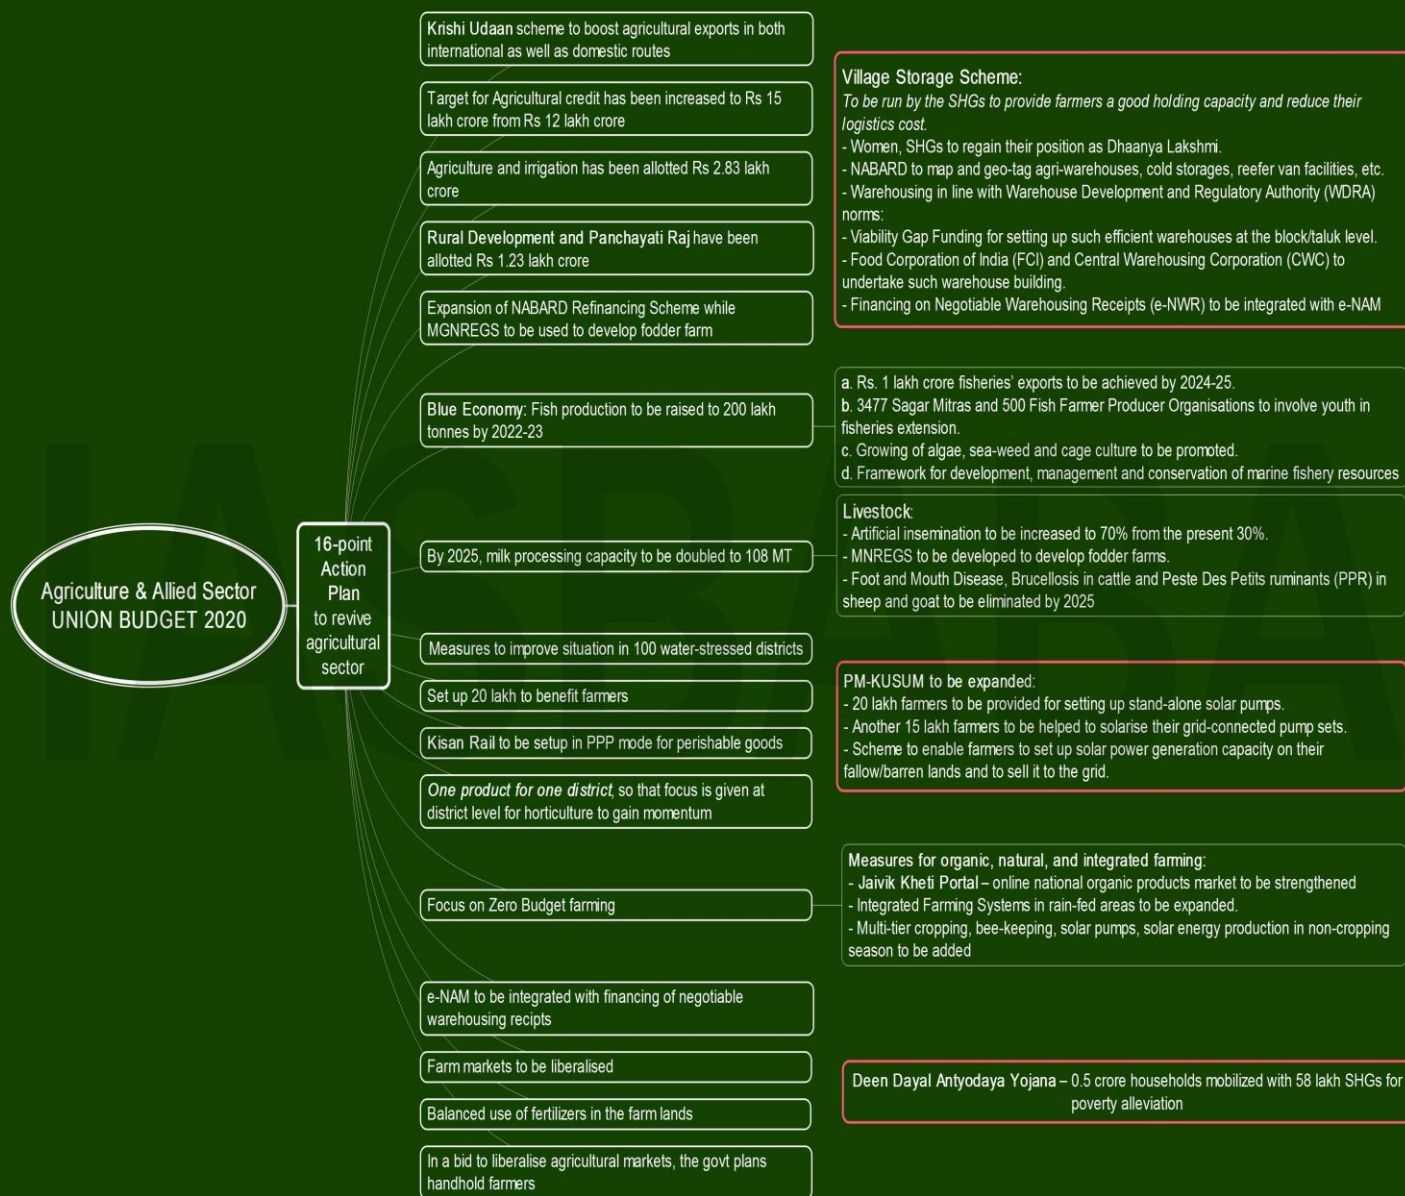 Agriculture & Allied Sector
UNION BUDGET 2020
16-point
Action
Plan
to revive
agricultural
sector
Krishi Udaan scheme to boost agricultural exports in both
international as well as domestic routes
Target for Agricultural credit has been increased to Rs 15
lakh crore from Rs 12 lakh crore
Agriculture and irrigation has been allotted Rs 2.83 lakh
crore
Rural Development and Panchayati Raj have been
allotted Rs 1.23 lakh crore
Expansion of NABARD Refinancing Scheme while
MGNREGS to be used to develop fodder farm
Blue Economy: Fish production to be raised to 200 lakh
tonnes by 2022-23
By 2025, milk processing capacity to be doubled to 108 MT
Measures to improve situation in 100 water-stressed districts
Set up 20 lakh to benefit farmers
Kisan Rail to be setup in PPP mode for perishable goods
One product for one district, so that focus is given at
district level for horticulture to gain momentum
Focus on Zero Budget farming
e-NAM to be integrated with financing of negotiable
warehousing recipts
Farm markets to be liberalised
Balanced use of fertilizers in the farm lands
In a bid to liberalise agricultural markets, the govt plans
handhold farmers
Village Storage Scheme:
To be run by the SHGs to provide farmers a good holding capacity and reduce their
logistics cost.
- Women, SHGs to regain their position as Dhaanya Lakshmi.
- NABARD to map and geo-tag agri-warehouses, cold storages, reefer van facilities, etc.
- Warehousing in line with Warehouse Development and Regulatory Authority (WDRA)
norms:
- Viability Gap Funding for setting up such efficient warehouses at the block/taluk level.
- Food Corporation of India (FCI) and Central Warehousing Corporation (CWC) to
undertake such warehouse building.
- Financing on Negotiable Warehousing Receipts (e-NWR) to be integrated with e-NAM
a. Rs. 1 lakh crore fisheries' exports to be achieved by 2024-25.
b. 3477 Sagar Mitras and 500 Fish Farmer Producer Organisations to involve youth in
fisheries extension.
c. Growing of algae, sea-weed and cage culture to be promoted.
d. Framework for development, management and conservation of marine fishery resources
Livestock:
- Artificial insemination to be increased to 70% from the present 30%.
- MNREGS to be developed to develop fodder farms.
- Foot and Mouth Disease, Brucellosis in cattle and Peste Des Petits ruminants (PPR) in
sheep and goat to be eliminated by 2025
PM-KUSUM to be expanded:
- 20 lakh farmers to be provided for setting up stand-alone solar pumps.
- Another 15 lakh farmers to be helped to solarise their grid-connected pump sets.
- Scheme to enable farmers to set up solar power generation capacity on their
fallow/barren lands and to sell it to the grid.
Measures for organic, natural, and integrated farming:
- Jaivik Kheti Portal – online national organic products market to be strengthened
- Integrated Farming Systems in rain-fed areas to be expanded.
- Multi-tier cropping, bee-keeping, solar pumps, solar energy production in non-cropping
season to be added
Deen Dayal Antyodaya Yojana – 0.5 crore households mobilized with 58 lakh SHGs for
poverty alleviation
IASBABA